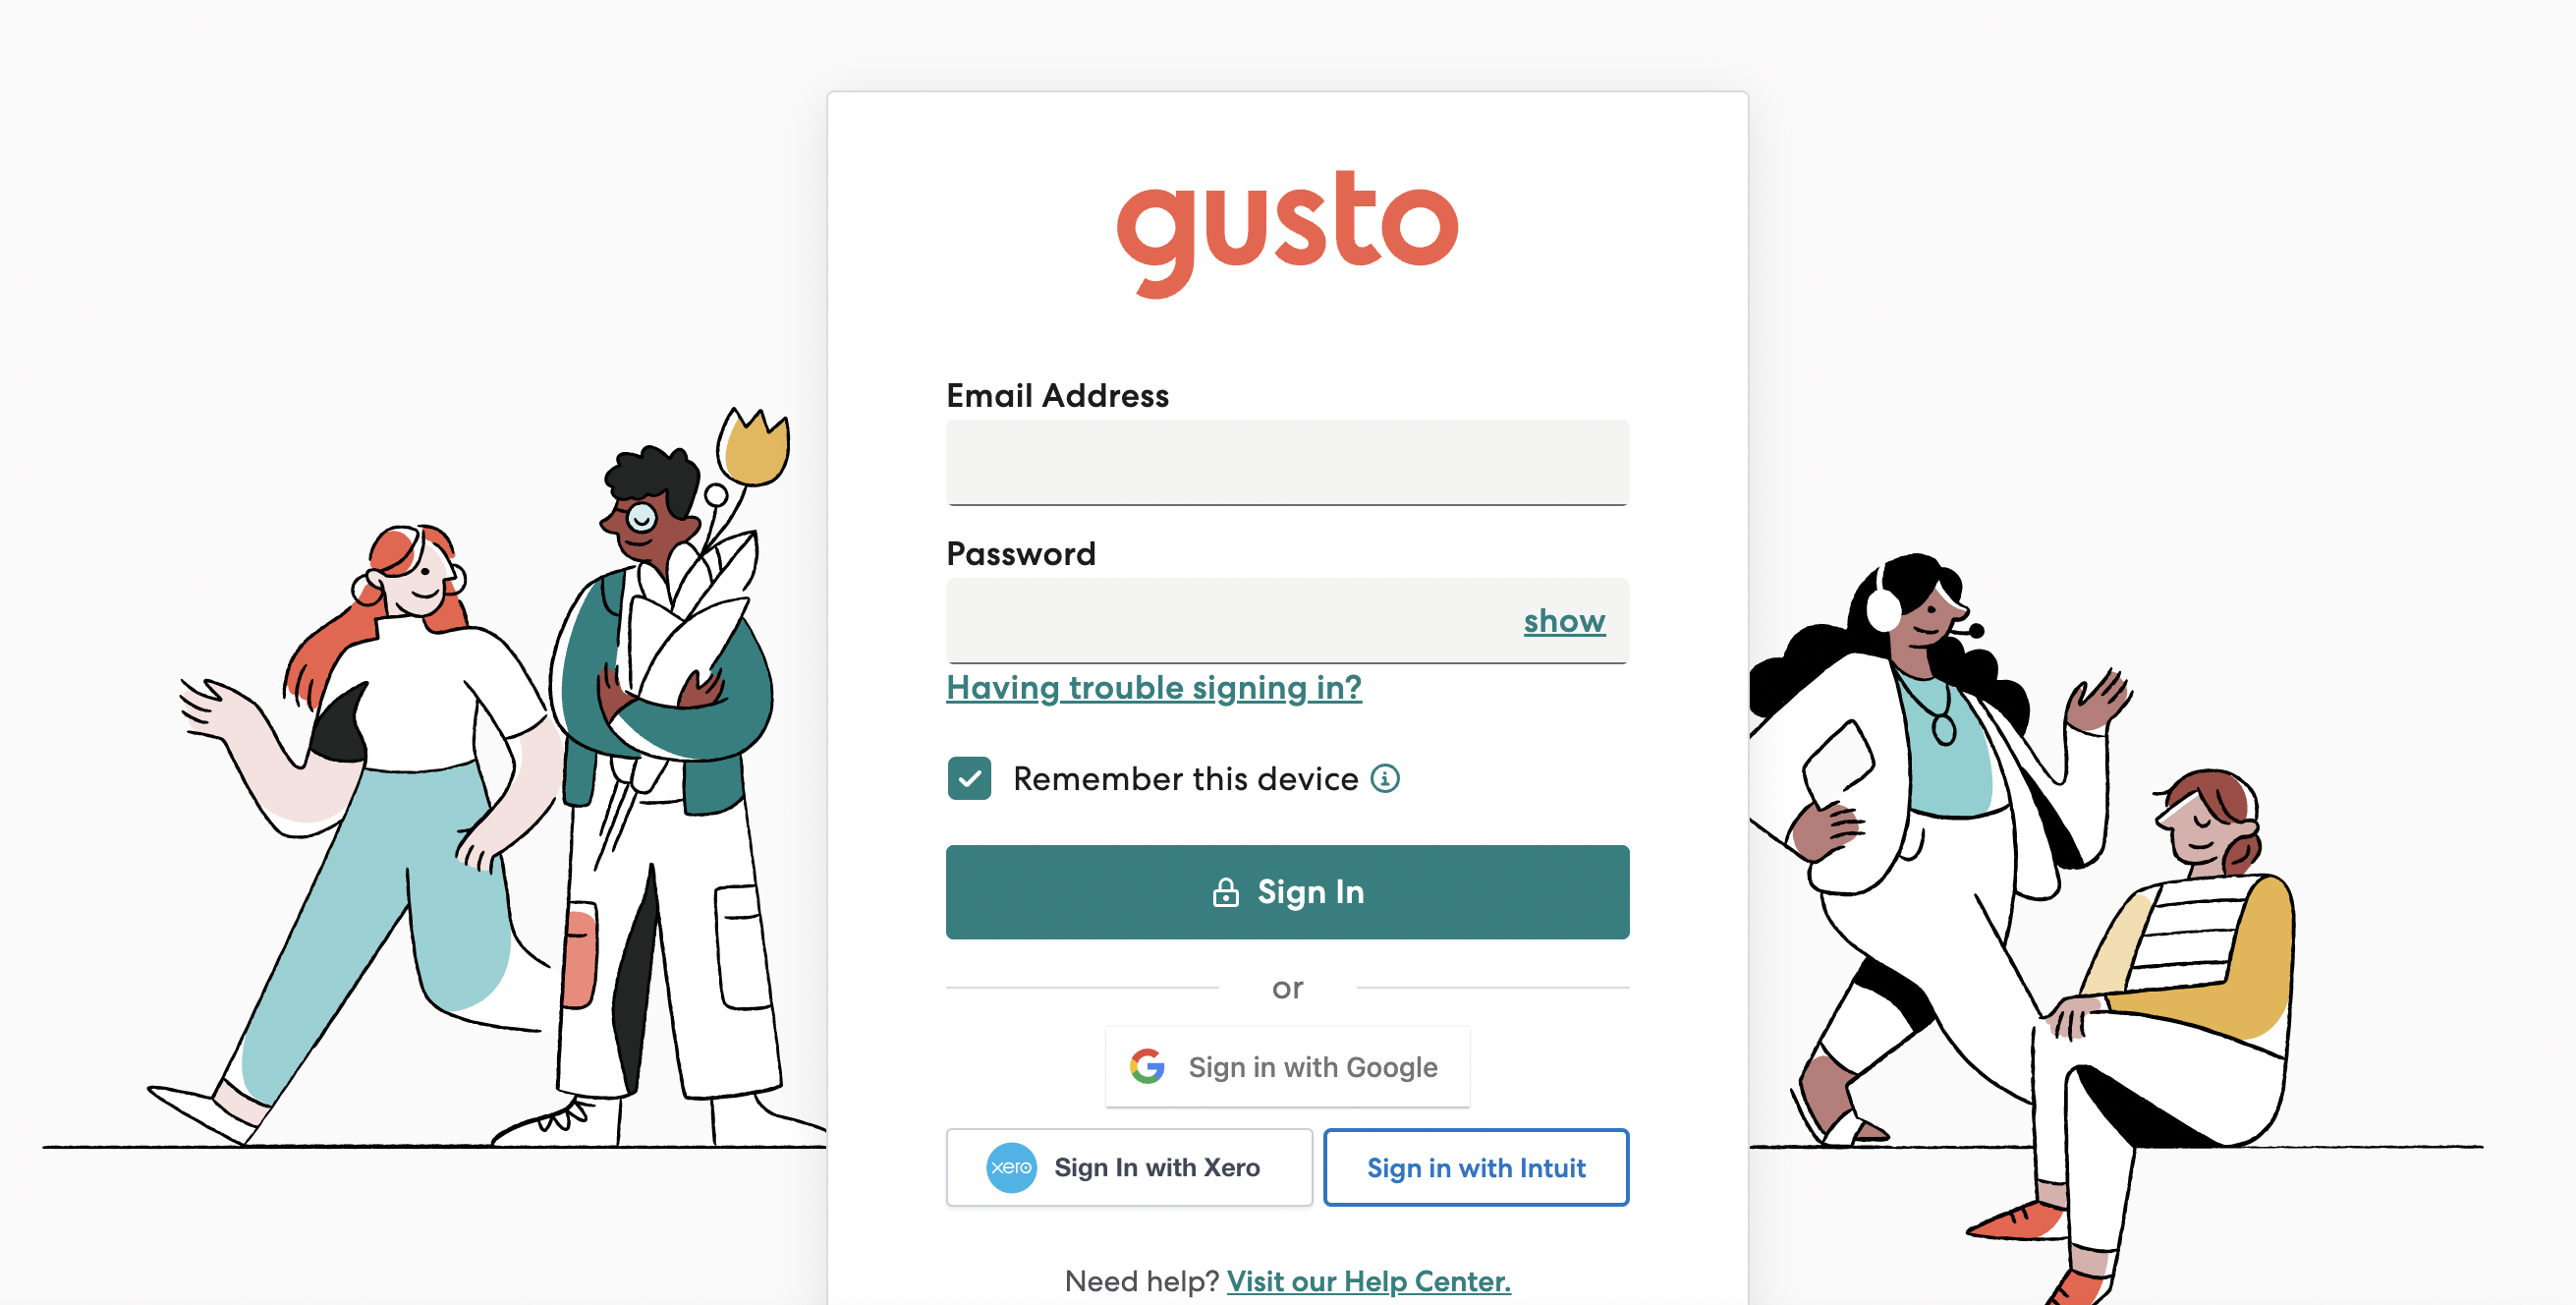 gusto
Email Address
Password
show
Having trouble signing in?
Remember this device
Sign In
or
Sign in with Google
xero Sign In with Xero
Sign in with Intuit
Need help? Visit our Help Center.